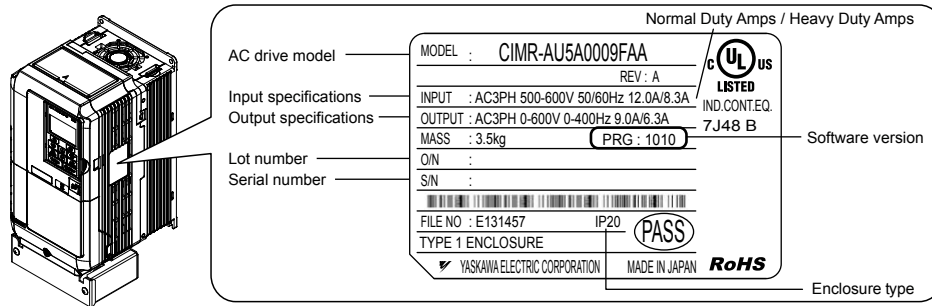 Normal Duty Amps / Heavy Duty Amps
AC drive model
MODEL : CIMR-AU5A0009FAA
REV : A
Input specifications
INPUT : AC3PH 500-600V 50/60Hz 12.0A/8.3A
Output specifications
OUTPUT : AC3PH 0-600V 0-400Hz 9.0A/6.3A
MASS : 3.5kg PRG : 1010
Software version
Lot number
O/N :
Serial number
S/N :
FILE NO : E131457 IP20
TYPE 1 ENCLOSURE
PASS
YASKAWA ELECTRIC CORPORATION MADE IN JAPAN
RoHS
C UL US
LISTED
IND.CONT.EQ.
7J48 B
Enclosure type